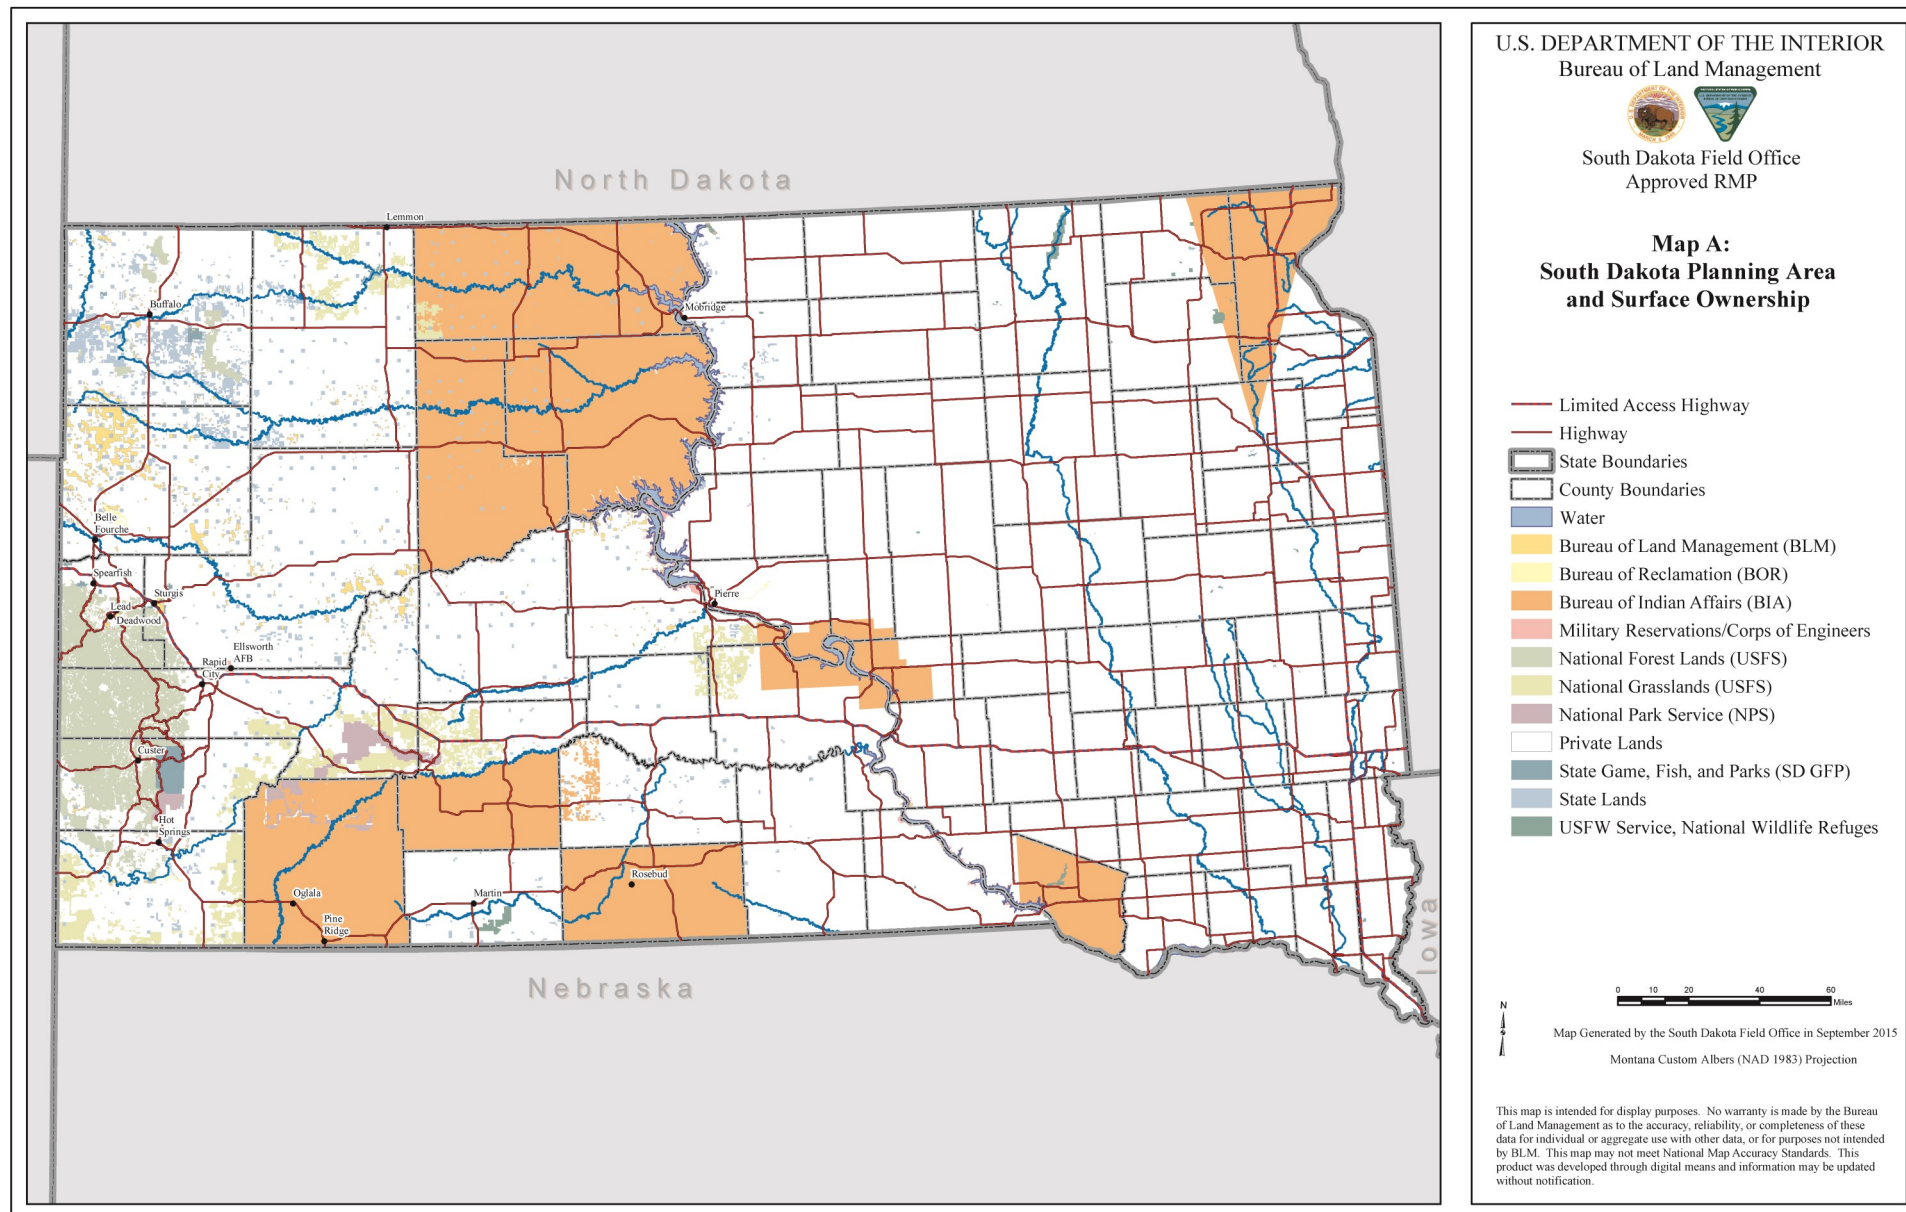 North Dakota
Lemmon
Buffalo
Mobridge
Belle
Fourche
Spearfish
Sturgis
Lead
Deadwood
Pierre
Ellsworth
AFB
Rapid
City
Custer
Hot
Springs
Oglala
Pine
Ridge
Martin
Rosebud
Nebraska
Iowa
U.S. DEPARTMENT OF THE INTERIOR
Bureau of Land Management
South Dakota Field Office
Approved RMP
Map A:
South Dakota Planning Area
and Surface Ownership
Limited Access Highway
Highway
State Boundaries
County Boundaries
Water
Bureau of Land Management (BLM)
Bureau of Reclamation (BOR)
Bureau of Indian Affairs (BIA)
Military Reservations/Corps of Engineers
National Forest Lands (USFS)
National Grasslands (USFS)
National Park Service (NPS)
Private Lands
State Game, Fish, and Parks (SD GFP)
State Lands
USFW Service, National Wildlife Refuges
0 10 20 40 60
Miles
N
Map Generated by the South Dakota Field Office in September 2015
Montana Custom Albers (NAD 1983) Projection
This map is intended for display purposes. No warranty is made by the Bureau
of Land Management as to the accuracy, reliability, or completeness of these
data for individual or aggregate use with other data, or for purposes not intended
by BLM. This map may not meet National Map Accuracy Standards. This
product was developed through digital means and information may be updated
without notification.